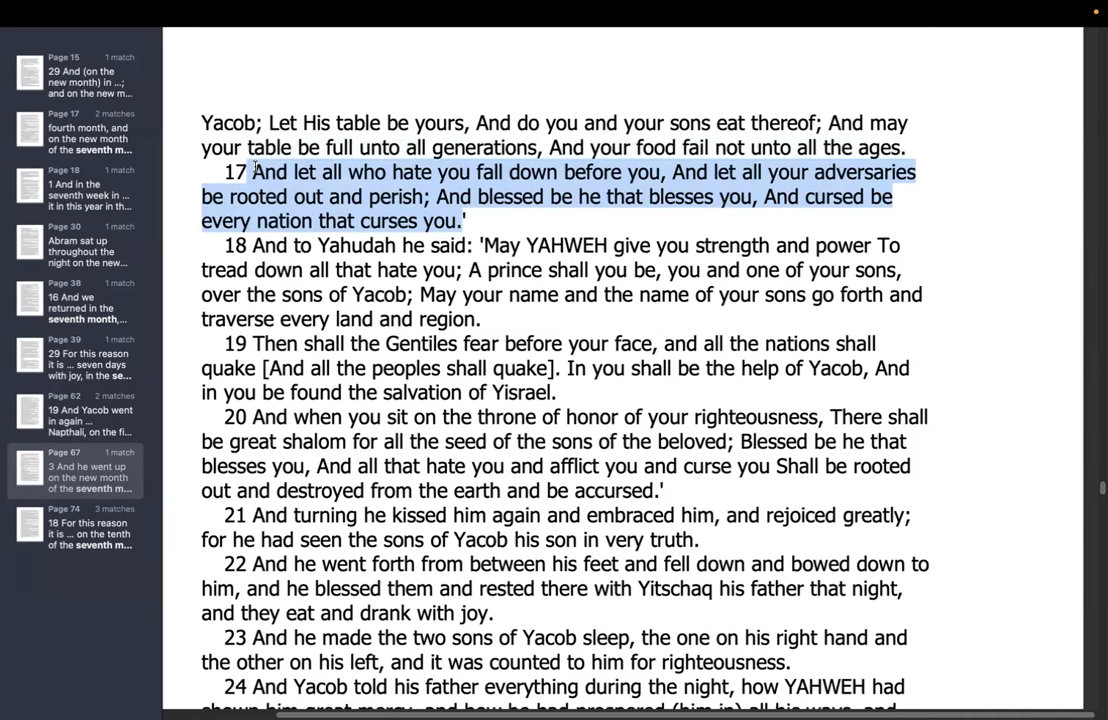 Page 15 1 match
29 And (on the
new month) in ...;
and on the new m...
Page 17 2 matches
fourth month, and
on the new month
of the seventh m...
Page 18 1 match
1 And in the
seventh week in ...
it in this year in th...
Page 30 1 match
Abram sat up
throughout the
night on the new...
Page 38 1 match
16 And we
returned in the
seventh month,...
Page 39 1 match
29 For this reason
it is ... seven days
with joy, in the se...
Page 62 2 matches
19 And Yacob went
in again ...
Napthali, on the fi...
Page 67 1 match
3 And he went up
on the new month
of the seventh m...
Page 74 3 matches
18 For this reason
it is ... on the tenth
of the seventh m...
Yacob; Let His table be yours, And do you and your sons eat thereof; And may
your table be full unto all generations, And your food fail not unto all the ages.
17 And let all who hate you fall down before you, And let all your adversaries
be rooted out and perish; And blessed be he that blesses you, And cursed be
every nation that curses you.'
18 And to Yahudah he said: 'May YAHWEH give you strength and power To
tread down all that hate you; A prince shall you be, you and one of your sons,
over the sons of Yacob; May your name and the name of your sons go forth and
traverse every land and region.
19 Then shall the Gentiles fear before your face, and all the nations shall
quake [And all the peoples shall quake]. In you shall be the help of Yacob, And
in you be found the salvation of Yisrael.
20 And when you sit on the throne of honor of your righteousness, There shall
be great shalom for all the seed of the sons of the beloved; Blessed be he that
blesses you, And all that hate you and afflict you and curse you Shall be rooted
out and destroyed from the earth and be accursed.'
21 And turning he kissed him again and embraced him, and rejoiced greatly;
for he had seen the sons of Yacob his son in very truth.
22 And he went forth from between his feet and fell down and bowed down to
him, and he blessed them and rested there with Yitschaq his father that night,
and they eat and drank with joy.
23 And he made the two sons of Yacob sleep, the one on his right hand and
the other on his left, and it was counted to him for righteousness.
24 And Yacob told his father everything during the night, how YAHWEH had
shown him great mercy, and how he had prospered (him in) all his ways, and